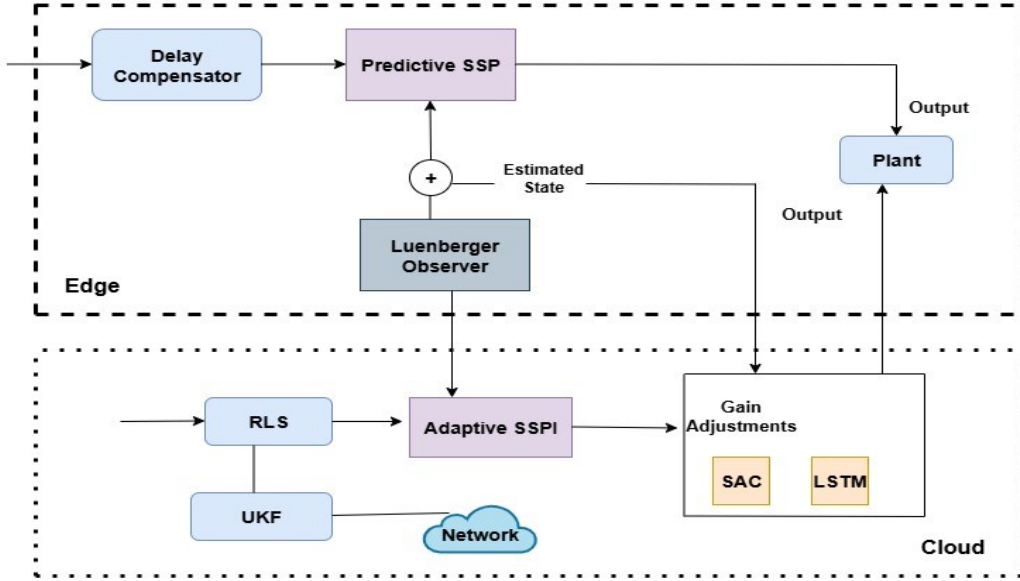 Delay
Compensator
Predictive SSP
Output
Plant
+
Estimated
State
Output
Luenberger
Observer
Edge
RLS
Adaptive SSPI
Gain
Adjustments
SAC
LSTM
UKF
Network
Cloud